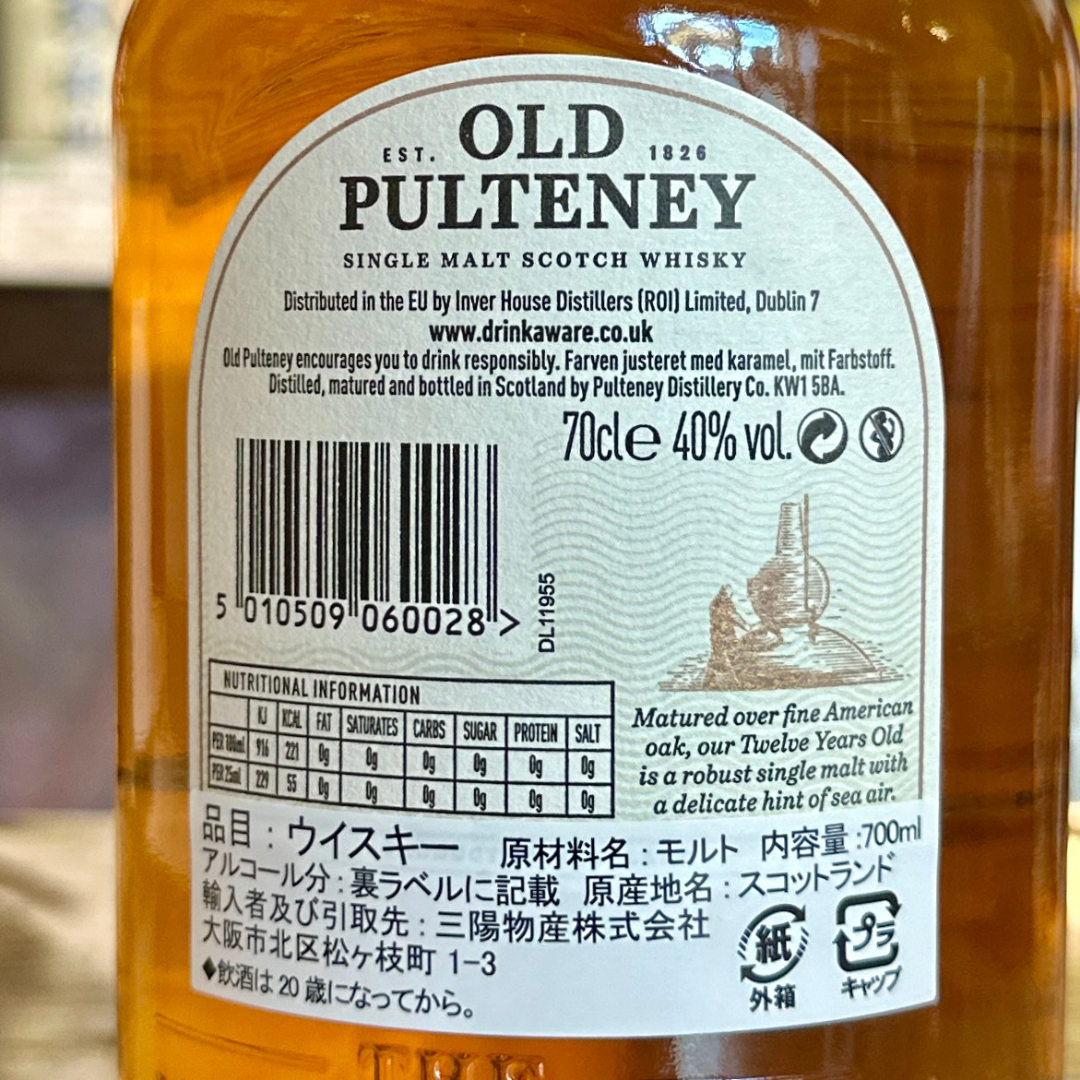 EST. OLD 1826
PULTENEY
SINGLE MALT SCOTCH WHISKY
Distributed in the EU by Inver House Distillers (ROI) Limited, Dublin 7
www.drinkaware.co.uk
Old Pulteney encourages you to drink responsibly. Farven justeret med karamel, mit Farbstoff.
Distilled, matured and bottled in Scotland by Pulteney Distillery Co. KW1 5BA.
70cl e 40% vol.
5 010509 060028 >
DL11955
NUTRITIONAL INFORMATION
KJ KCAL FAT SATURATES CARBS SUGAR PROTEIN SALT
PER 100ml 916 221 0g 0g 0g 0g 0g 0g
PER 25ml 229 55 0g 0g 0g 0g 0g 0g
Matured over fine American
oak, our Twelve Years Old
is a robust single malt with
a delicate hint of sea air.
品目：ウイスキー 原材料名：モルト 内容量：700ml
アルコール分：裏ラベルに記載 原産地名：スコットランド
輸入者及び引取先：三陽物産株式会社
大阪市北区松ヶ枝町 1-3
◆飲酒は20歳になってから。
紙 プラ
外箱 キャップ
THE